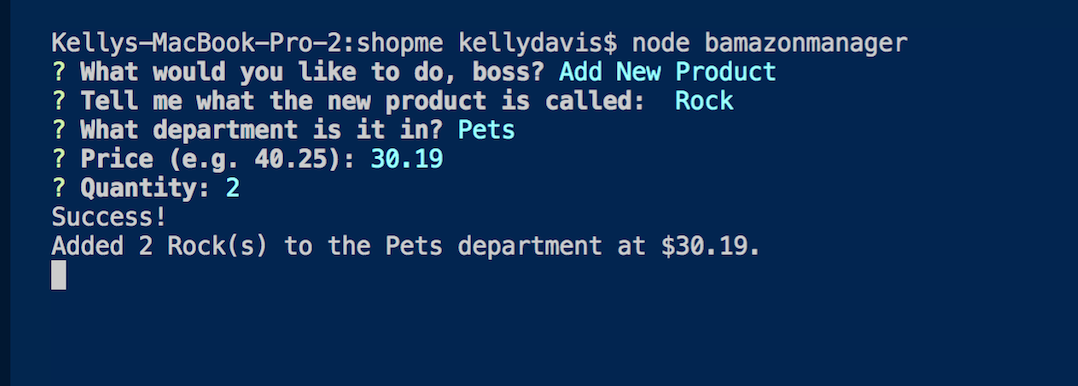 Kellys-MacBook-Pro-2:shopme kellydavis$ node bamazonmanager
? What would you like to do, boss? Add New Product
? Tell me what the new product is called:  Rock
? What department is it in? Pets
? Price (e.g. 40.25): 30.19
? Quantity: 2
Success!
Added 2 Rock(s) to the Pets department at $30.19.